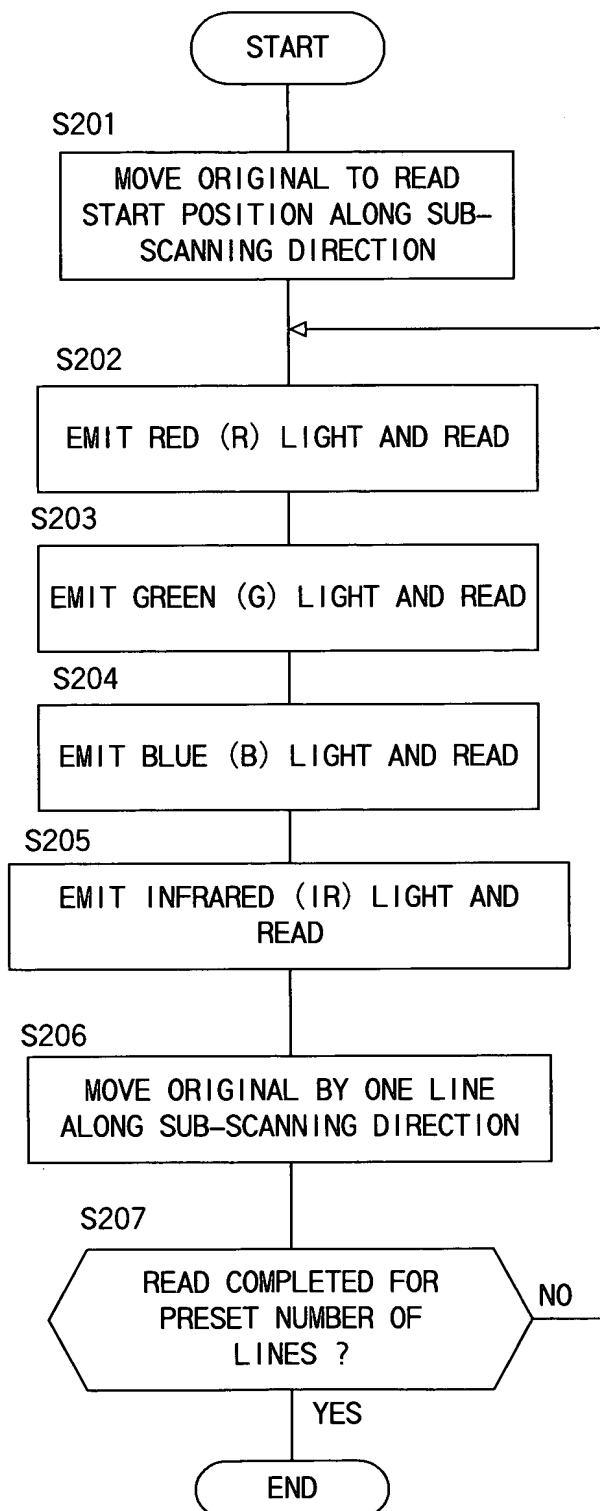 START
S201
MOVE ORIGINAL TO READ
START POSITION ALONG SUB-
SCANNING DIRECTION
S202
EMIT RED (R) LIGHT AND READ
S203
EMIT GREEN (G) LIGHT AND READ
S204
EMIT BLUE (B) LIGHT AND READ
S205
EMIT INFRARED (IR) LIGHT AND
READ
S206
MOVE ORIGINAL BY ONE LINE
ALONG SUB-SCANNING DIRECTION
S207
READ COMPLETED FOR
PRESET NUMBER OF
LINES ?
NO
YES
END